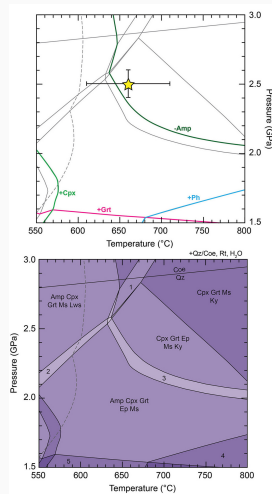 3.0
2.5
2.0
1.5
Pressure (GPa)
-Amp
+Cpx
+Ph
+Grt
550 600 650 700 750 800
Temperature (°C)
+Qz/Coe, Rt, H2O
3.0
2.5
2.0
1.5
Pressure (GPa)
Coe
Qz
1
Amp Cpx
Grt Ms Lws
Cpx Grt Ms
Ky
Cpx Grt Ep
Ms Ky
2
3
Amp Cpx Grt
Ep Ms
4
5
550 600 650 700 750 800
Temperature (°C)